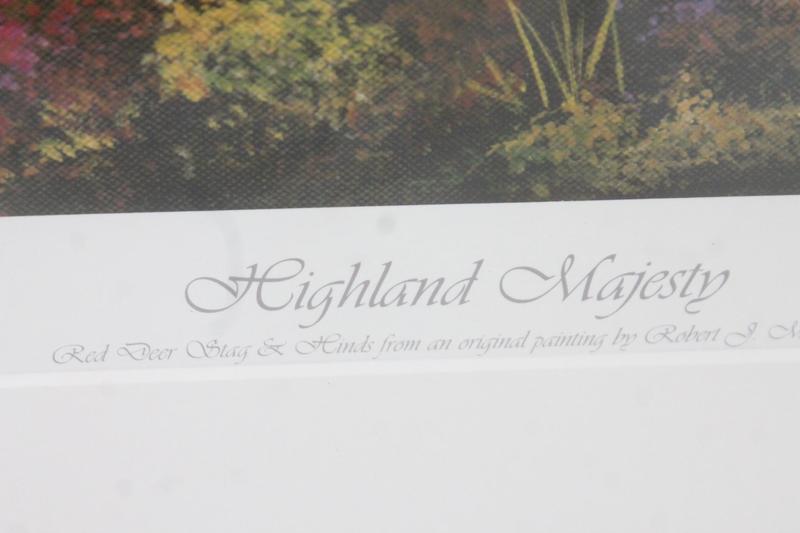 Highland Majesty
Red Deer Stag & Hinds from an original painting by Robert J.